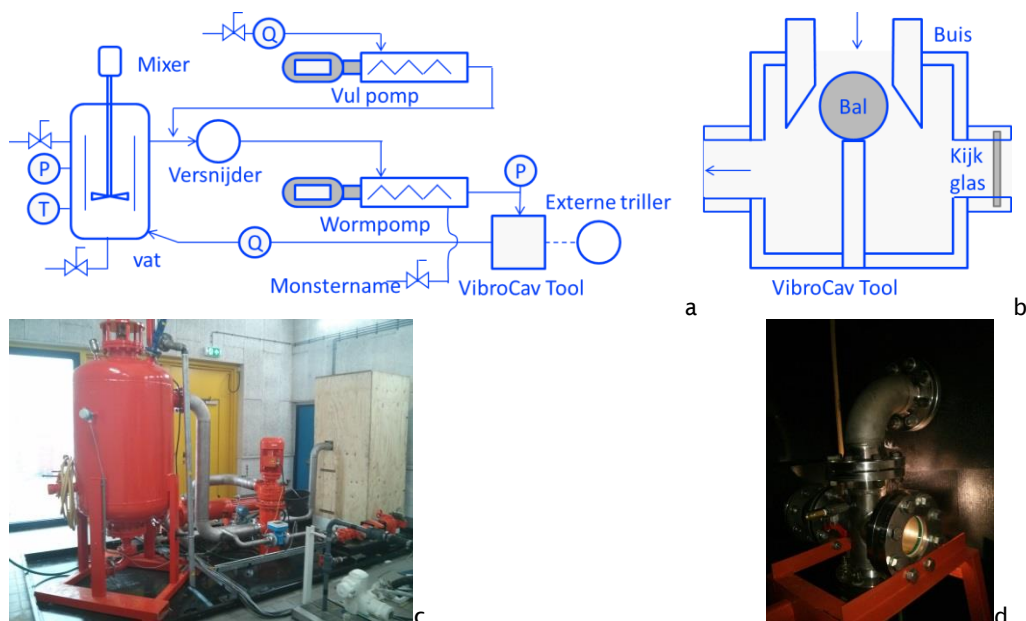 Mixer
Q
Vul pomp
P
T
Versnijder
Wormpomp
P
Externe triller
vat
Q
Monstername
VibroCav Tool
a
Buis
Bal
Kijk
glas
VibroCav Tool
b
c
d